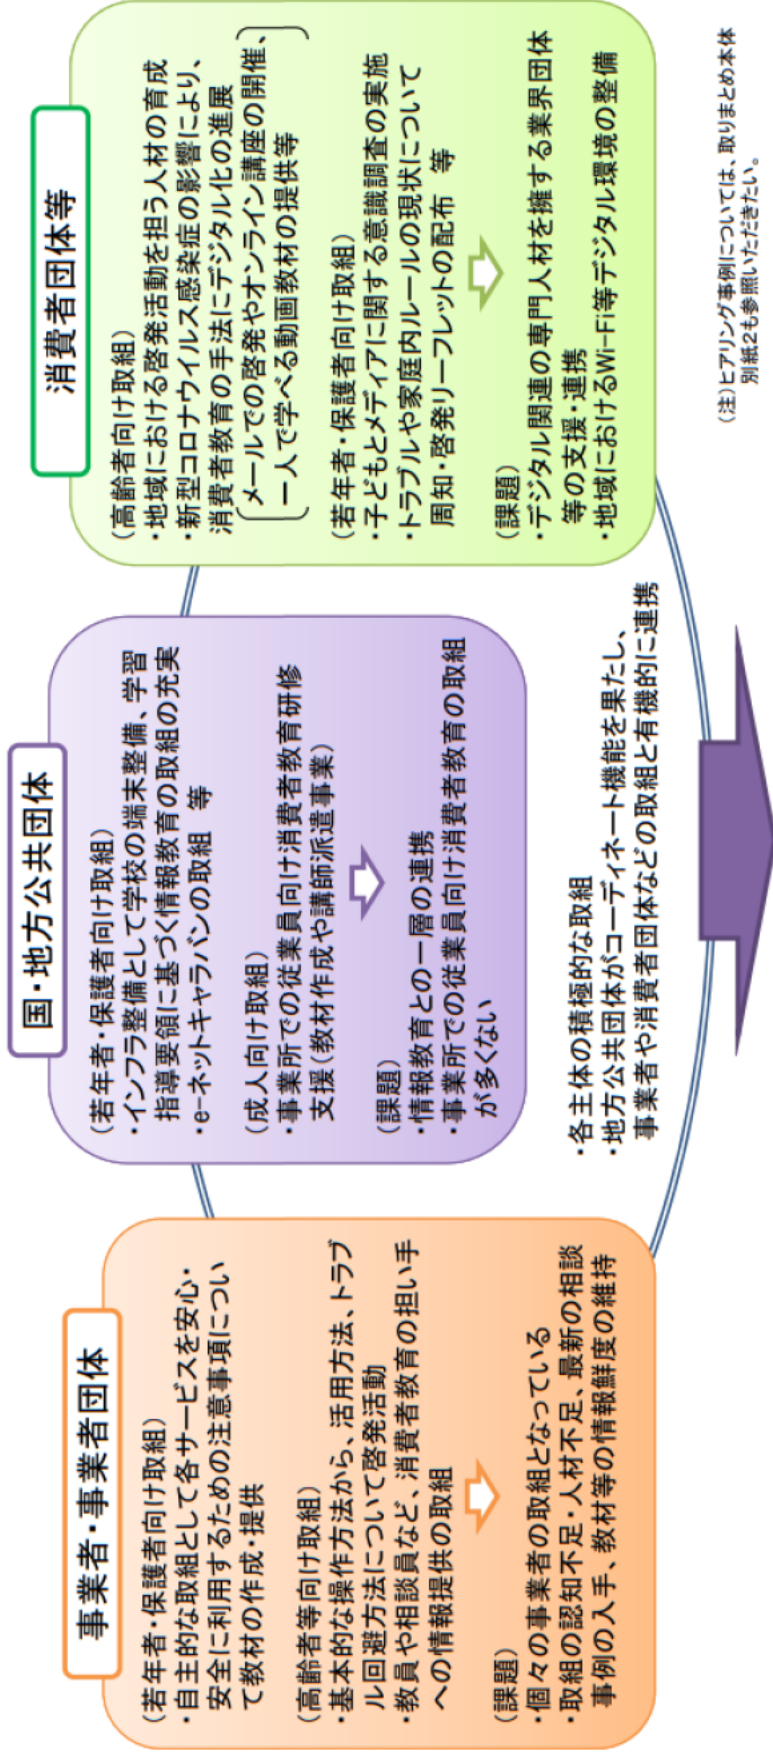 事業者・事業者団体
(若年者・保護者向け取組)
・自主的な取組として各サービスを安心・
安全に利用するための注意事項につい
て教材の作成・提供
(高齢者等向け取組)
・基本的な操作方法から、活用方法、トラブ
ル回避方法について啓発活動
・教員や相談員など、消費者教育の担い手
への情報提供の取組
(課題)
・個々の事業者の取組となっている
・取組の認知不足・人材不足、最新の相談
事例の入手、教材等の情報鮮度の維持
国・地方公共団体
(若年者・保護者向け取組)
・インフラ整備として学校の端末整備、学習
指導要領に基づく情報教育の取組の充実
・e-ネットキャラバンの取組 等
(成人向け取組)
・事業所での従業員向け消費者教育研修
支援(教材作成や講師派遣事業)
(課題)
・情報教育との一層の連携
・事業所での従業員向け消費者教育の取組
が多くない
消費者団体等
(高齢者向け取組)
・地域における啓発活動を担う人材の育成
・新型コロナウイルス感染症の影響により、
消費者教育の手法にデジタル化の進展
メールでの啓発やオンライン講座の開催、
一人で学べる動画教材の提供等
(若年者・保護者向け取組)
・子どもとメディアに関する意識調査の実施
・トラブルや家庭内ルールの現状について
周知・啓発リーフレットの配布 等
(課題)
・デジタル関連の専門人材を擁する業界団体
等の支援・連携
・地域におけるWi-Fi等デジタル環境の整備
・各主体の積極的な取組
・地方公共団体がコーディネート機能を果たし、
事業者や消費者団体などの取組と有機的に連携
(注)ヒアリング事例については、取りまとめ本体
別紙2も参照いただきたい。